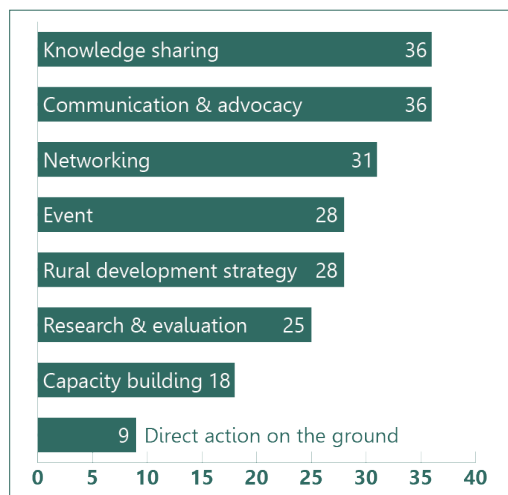 Knowledge sharing 36
Communication & advocacy 36
Networking 31
Event 28
Rural development strategy 28
Research & evaluation 25
Capacity building 18
9 Direct action on the ground
0 5 10 15 20 25 30 35 40